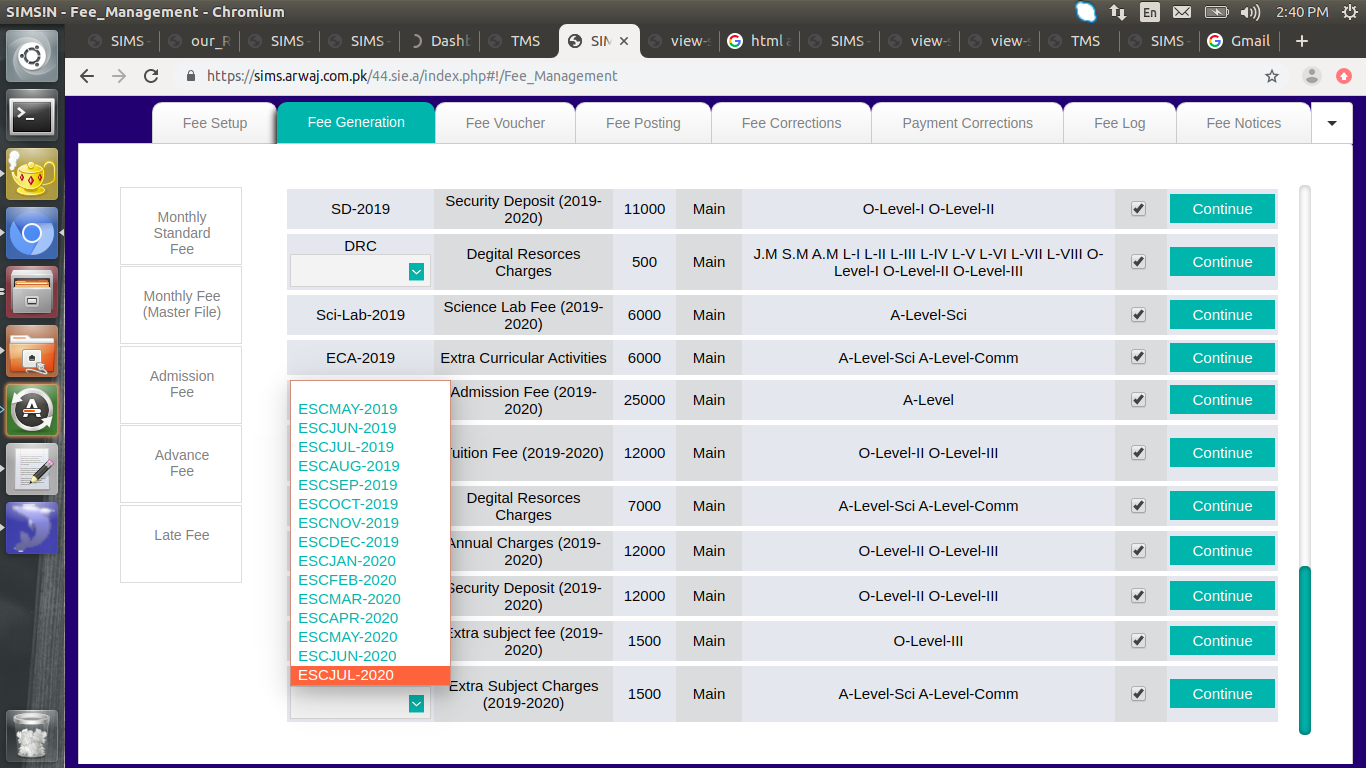 SIMSIN - Fee_Management - Chromium
En
2:40 PM
SIMS
our_R
SIMS
SIMS
Dashb
TMS
SIM
view-
html a
SIMS
view-
view-
TMS
SIMS
Gmail
https://sims.arwaj.com.pk/44.sie.a/index.php#!/Fee_Management
Fee Setup
Fee Generation
Fee Voucher
Fee Posting
Fee Corrections
Payment Corrections
Fee Log
Fee Notices
Monthly
Standard
Fee
Monthly Fee
(Master File)
Admission
Fee
Advance
Fee
Late Fee
SD-2019
Security Deposit (2019-
2020)
11000
Main
O-Level-I O-Level-II
Continue
DRC
Degital Resorces
Charges
500
Main
J.M S.M A.M L-I L-II L-III L-IV L-V L-VI L-VII L-VIII O-
Level-I O-Level-II O-Level-III
Continue
Sci-Lab-2019
Science Lab Fee (2019-
2020)
6000
Main
A-Level-Sci
Continue
ECA-2019
Extra Curricular Activities
6000
Main
A-Level-Sci A-Level-Comm
Continue
Admission Fee (2019-
2020)
25000
Main
A-Level
Continue
Tuition Fee (2019-2020)
12000
Main
O-Level-II O-Level-III
Continue
Degital Resorces
Charges
7000
Main
A-Level-Sci A-Level-Comm
Continue
Annual Charges (2019-
2020)
12000
Main
O-Level-II O-Level-III
Continue
Security Deposit (2019-
2020)
12000
Main
O-Level-II O-Level-III
Continue
Extra subject fee (2019-
2020)
1500
Main
O-Level-III
Continue
Extra Subject Charges
(2019-2020)
1500
Main
A-Level-Sci A-Level-Comm
Continue
ESCMAY-2019
ESCJUN-2019
ESCJUL-2019
ESCAUG-2019
ESCSEP-2019
ESCOCT-2019
ESCNOV-2019
ESCDEC-2019
ESCJAN-2020
ESCFEB-2020
ESCMAR-2020
ESCAPR-2020
ESCMAY-2020
ESCJUN-2020
ESCJUL-2020